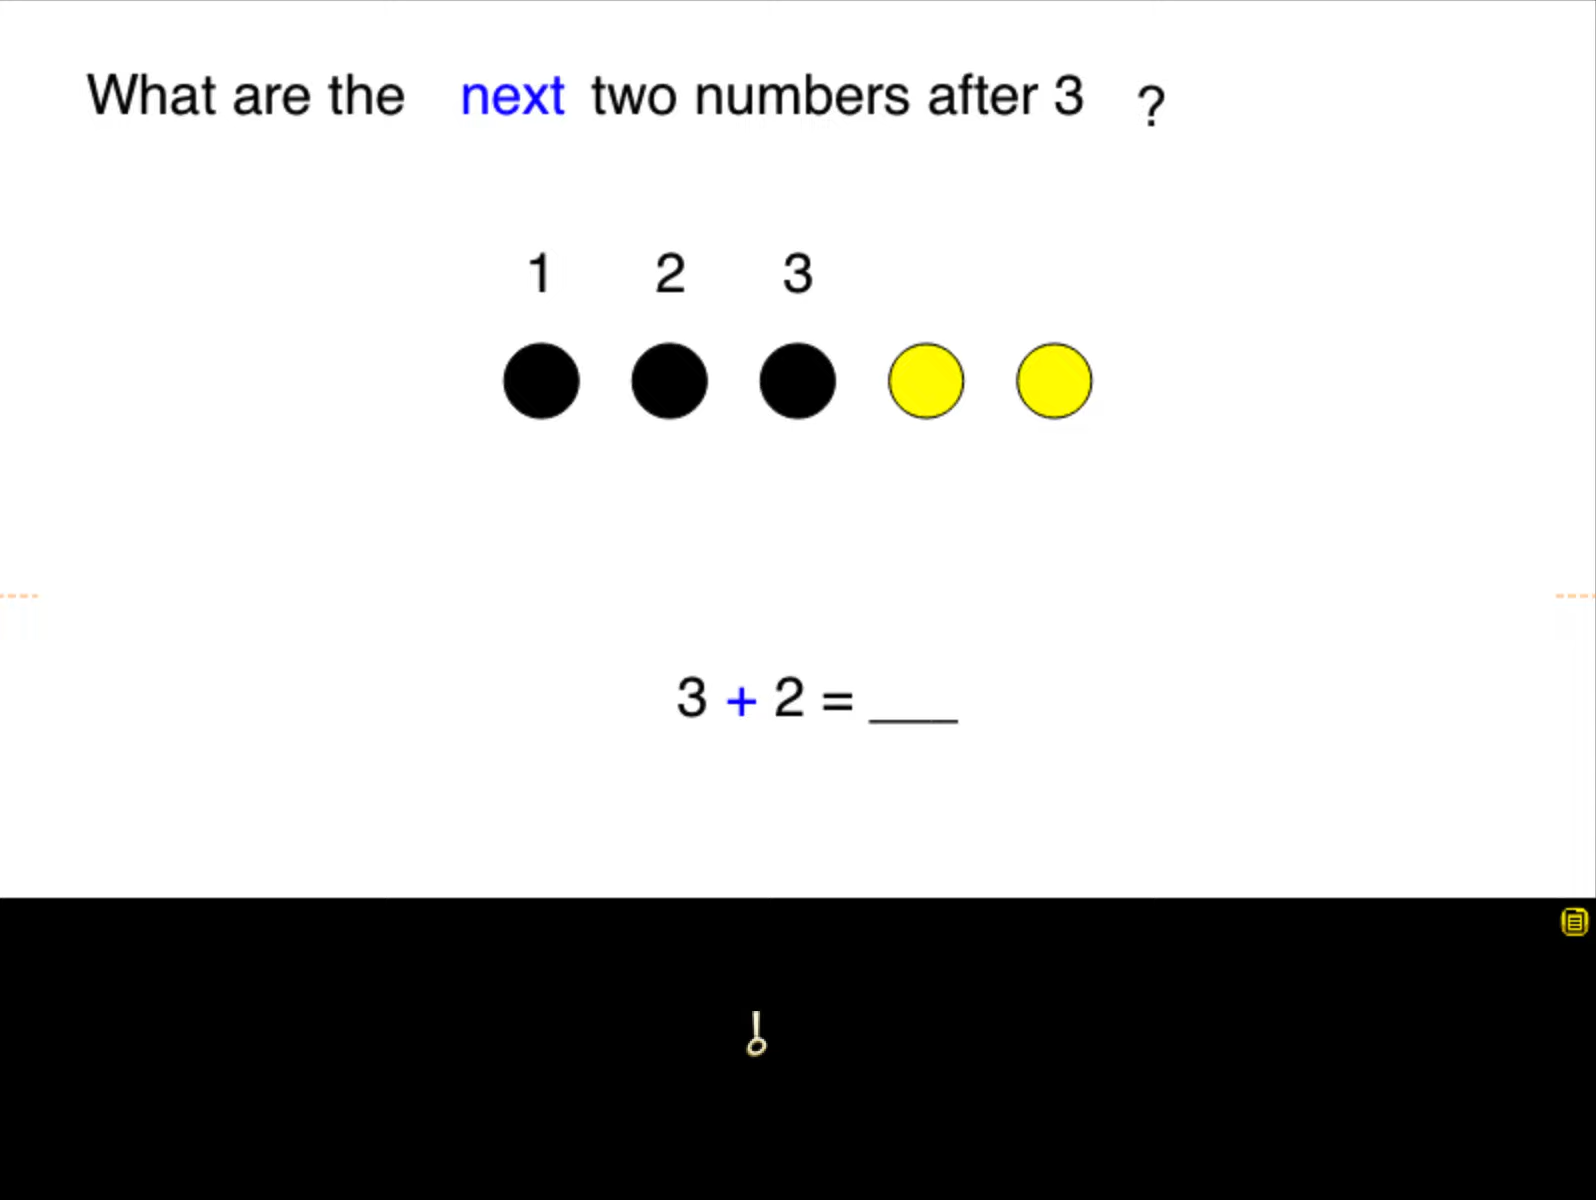 What are the next two numbers after 3 ?
1 2 3
3 + 2 = ___